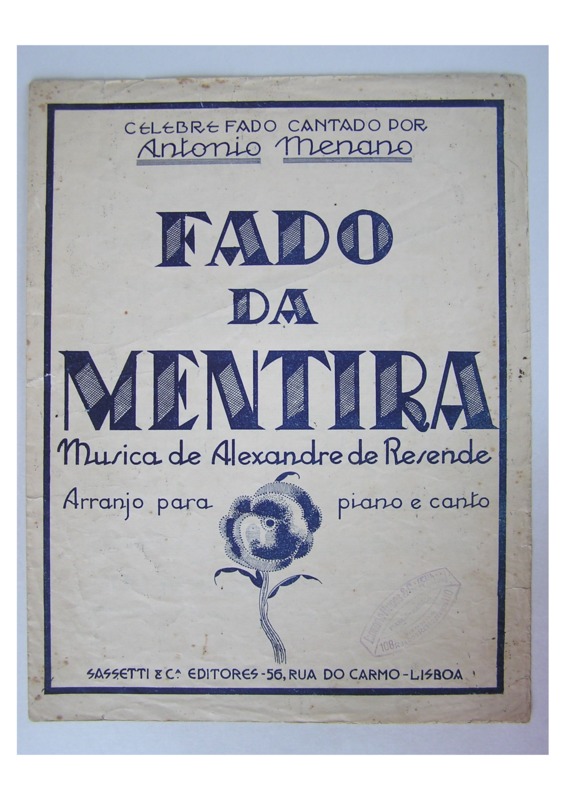 CELEBRE FADO CANTADO POR
Antonio Menano
FADO
DA
MENTIRA
Musica de Alexandre de Resende
Arranjo para piano e canto
SASSETTI & Cᴬ EDITORES - 56, RUA DO CARMO - LISBOA